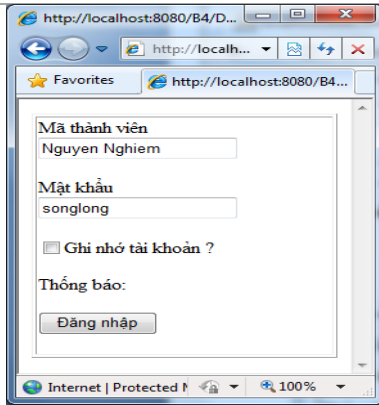 http://localhost:8080/B4/D...
http://localh...
Favorites
http://localhost:8080/B4...
Mã thành viên
Nguyen Nghiem
Mật khẩu
songlong
Ghi nhớ tài khoản ?
Thống báo:
Đăng nhập
Internet | Protected M
100%